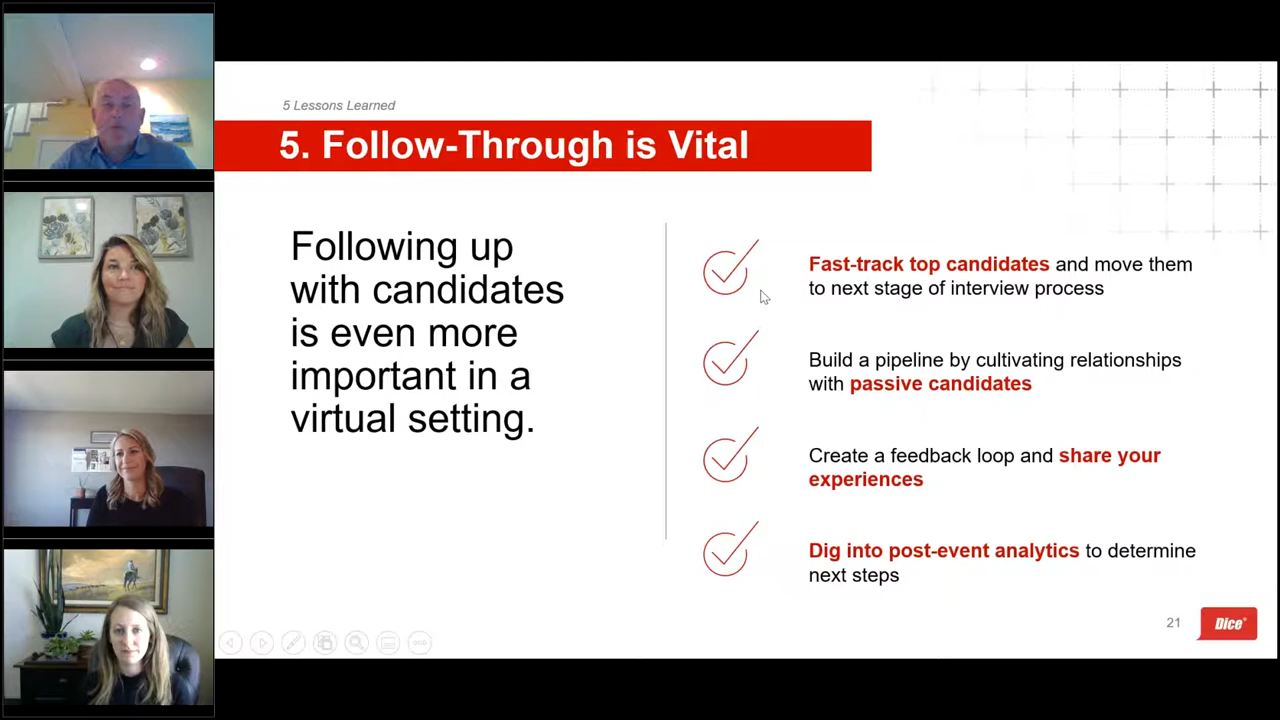 5 Lessons Learned
5. Follow-Through is Vital
Following up
with candidates
is even more
important in a
virtual setting.
Fast-track top candidates and move them
to next stage of interview process
Build a pipeline by cultivating relationships
with passive candidates
Create a feedback loop and share your
experiences
Dig into post-event analytics to determine
next steps
21
Dice